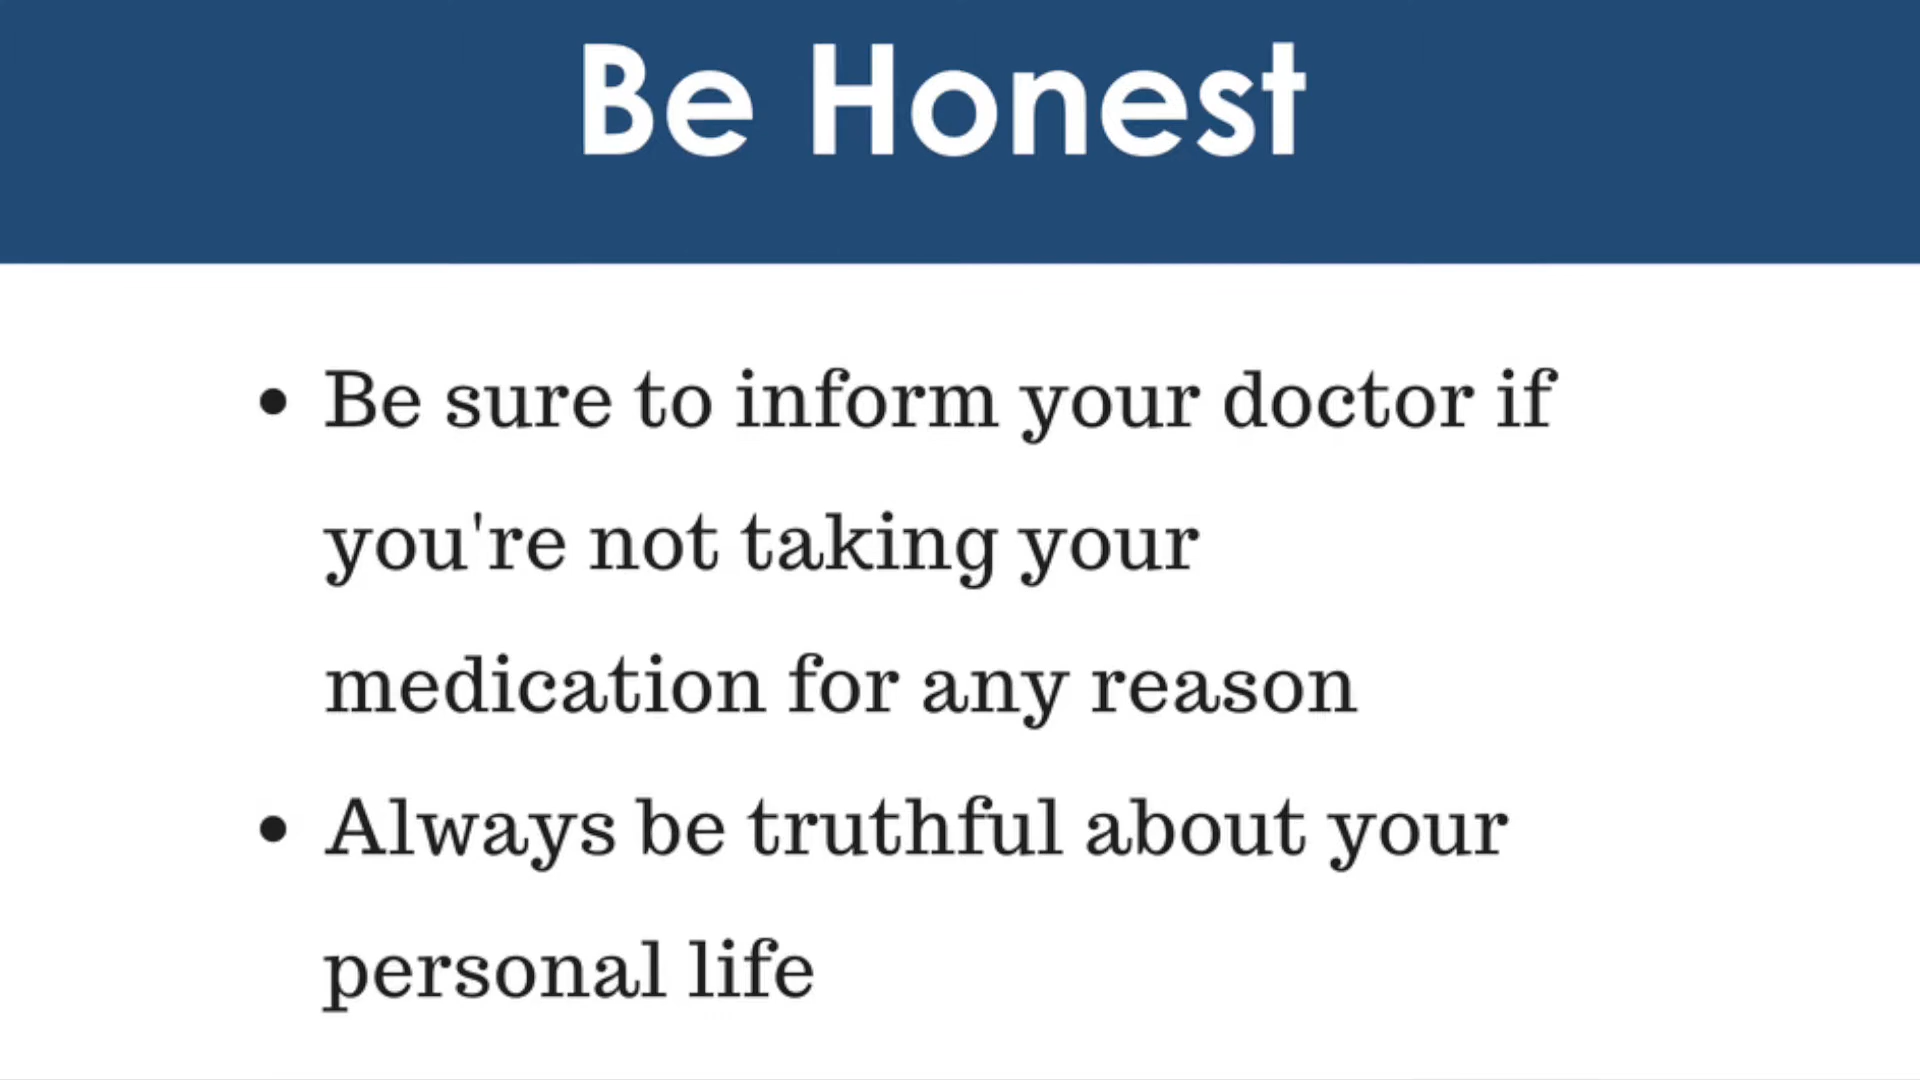 Be Honest
• Be sure to inform your doctor if
you're not taking your
medication for any reason
• Always be truthful about your
personal life